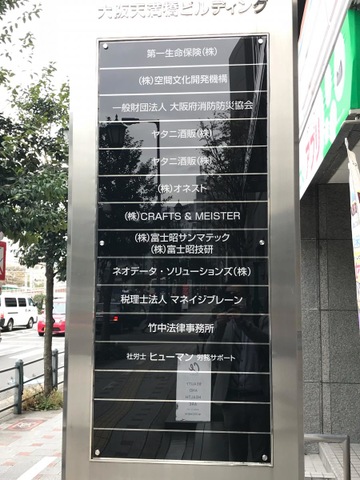 大阪天満橋ビルディング
第一生命保険(株)
(株)空間文化開発機構
一般財団法人 大阪府消防防災協会
ヤタニ酒販(株)
ヤタニ酒販(株)
(株)オネスト
(株)CRAFTS & MEISTER
(株)富士昭サンマテック
(株)富士昭技研
ネオデータ・ソリューションズ(株)
税理士法人 マネイジブレーン
竹中法律事務所
社労士 ヒューマン 労務サポート